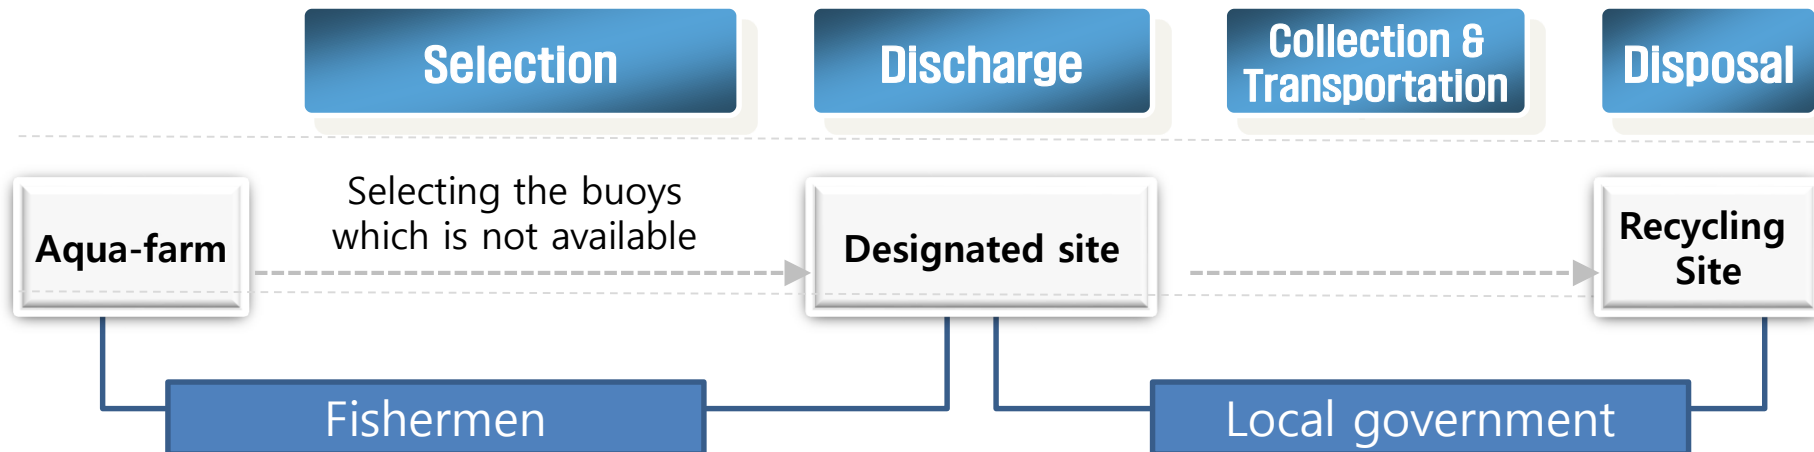 Selection
Discharge
Collection &
Transportation
Disposal
Aqua-farm
Selecting the buoys
which is not available
Designated site
Recycling
Site
Fishermen
Local government